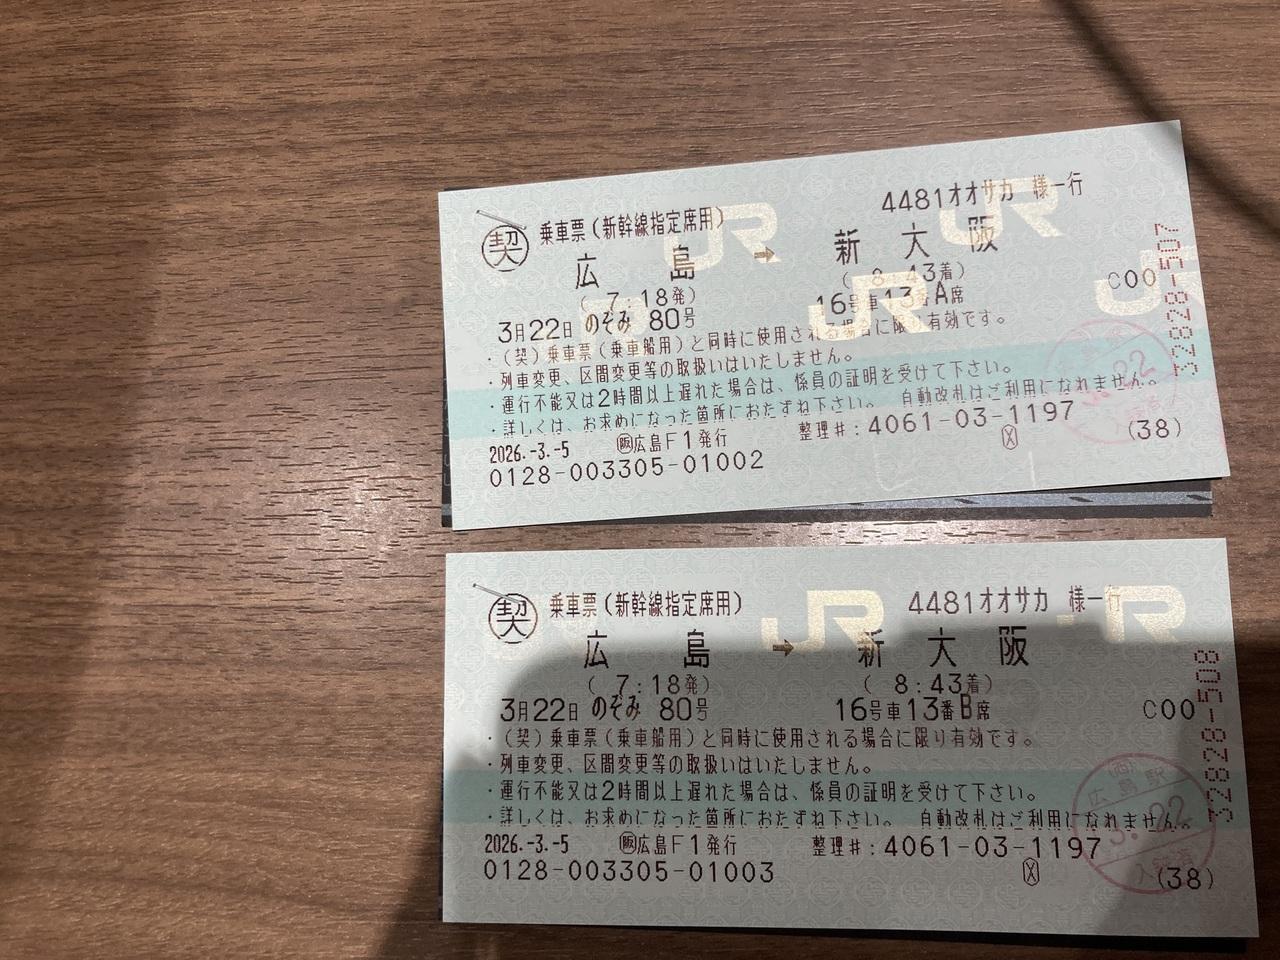 4481オオサカ 様一行
契 乗車票(新幹線指定席用)
広 島 → 新 大 阪
( 7:18発) ( 8:43着)
3月22日 のぞみ 80号 16号車13番A席 C00
・(契)乗車票(乗車船用)と同時に使用される場合に限り有効です。
・列車変更、区間変更等の取扱いはいたしません。
・運行不能又は2時間以上遅れた場合は、係員の証明を受けて下さい。
・詳しくは、お求めになった箇所におたずね下さい。 自動改札はご利用になれません。
2026.-3.-5 阪広島F1発行 整理#:4061-03-1197
0128-003305-01002 X (38)
32828-507
JR
JR
JR
JR
22
契 乗車票(新幹線指定席用) 4481オオサカ 様一行
広 島 → 新 大 阪
( 7:18発) ( 8:43着)
3月22日 のぞみ 80号 16号車13番B席 C00
・(契)乗車票(乗車船用)と同時に使用される場合に限り有効です。
・列車変更、区間変更等の取扱いはいたしません。
・運行不能又は2時間以上遅れた場合は、係員の証明を受けて下さい。
・詳しくは、お求めになった箇所におたずね下さい。 自動改札はご利用になれません。
2026.-3.-5 阪広島F1発行 整理#:4061-03-1197
0128-003305-01003 X (38)
32828-508
JR
JR
(西)
広島駅
3.22